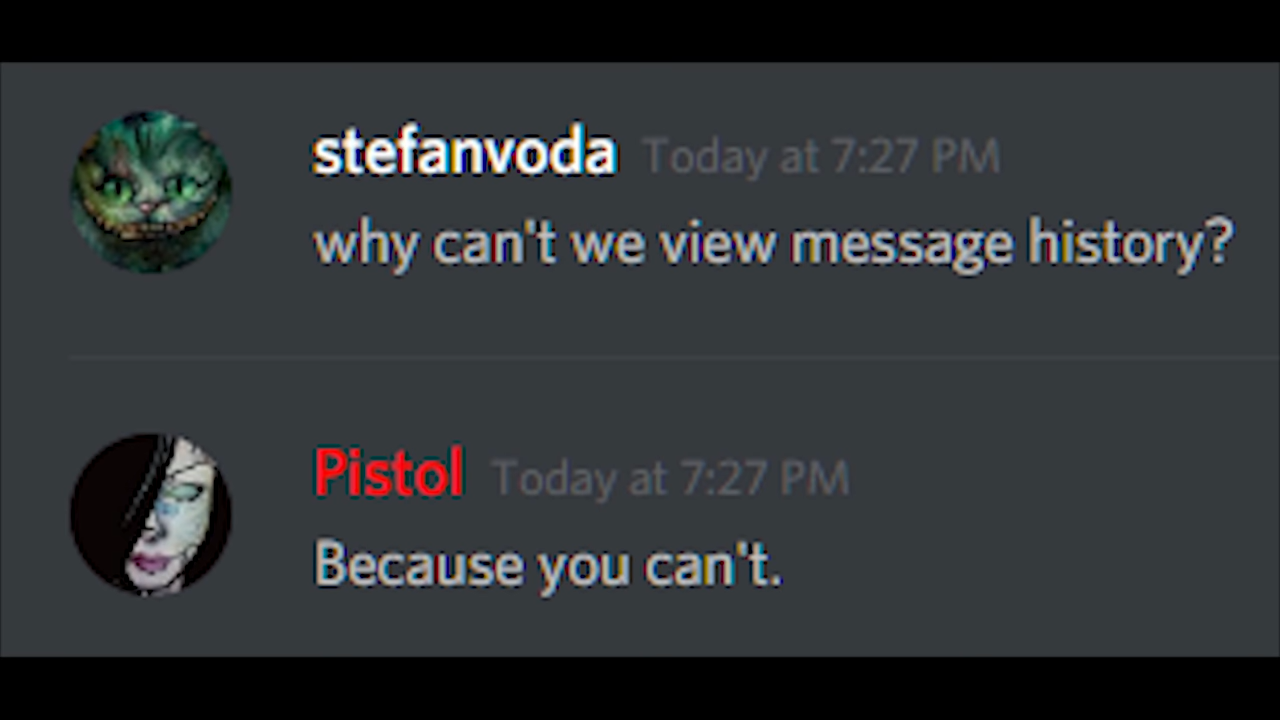 stefanvoda Today at 7:27 PM
why can't we view message history?
Pistol Today at 7:27 PM
Because you can't.